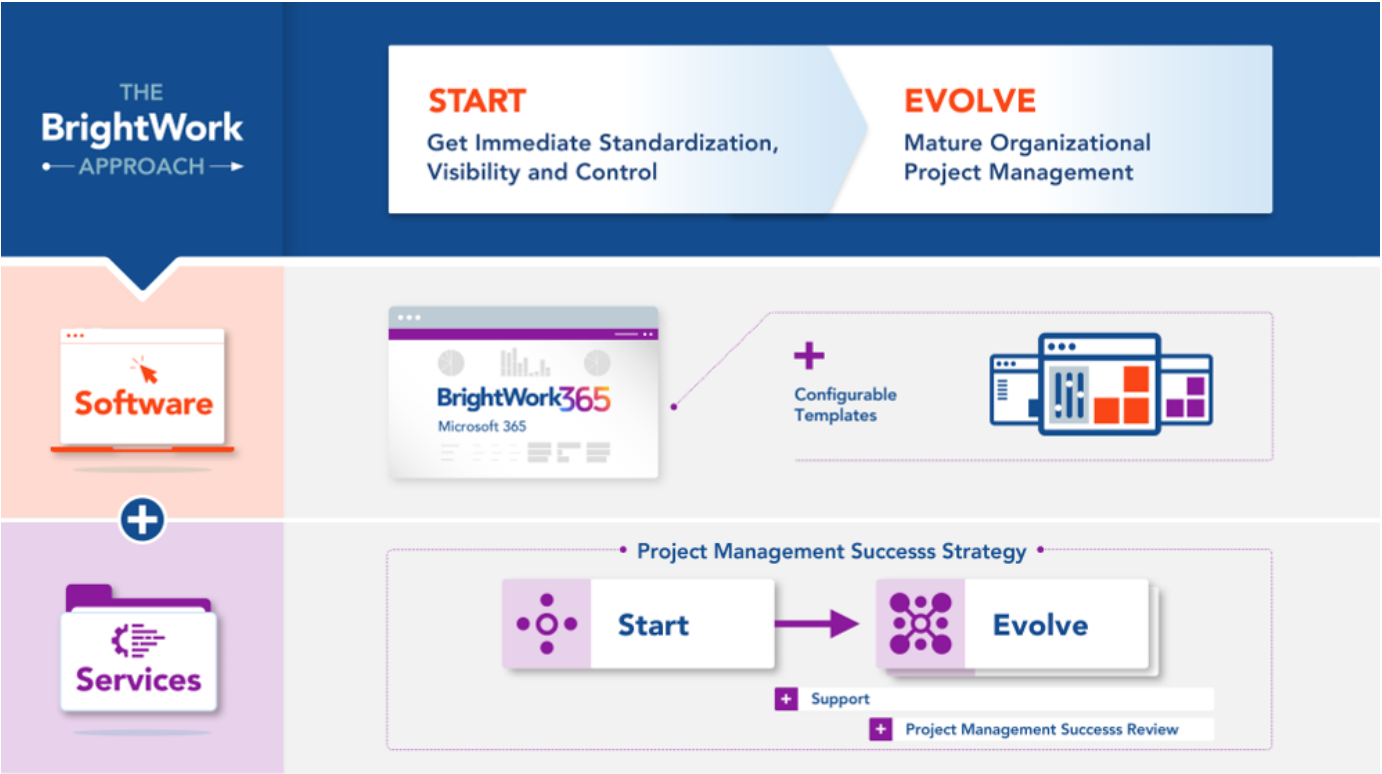 THE
BrightWork
APPROACH
START
Get Immediate Standardization,
Visibility and Control
EVOLVE
Mature Organizational
Project Management
Software
BrightWork365
Microsoft 365
Configurable
Templates
Services
Project Management Successs Strategy
Start
Evolve
Support
Project Management Successs Review